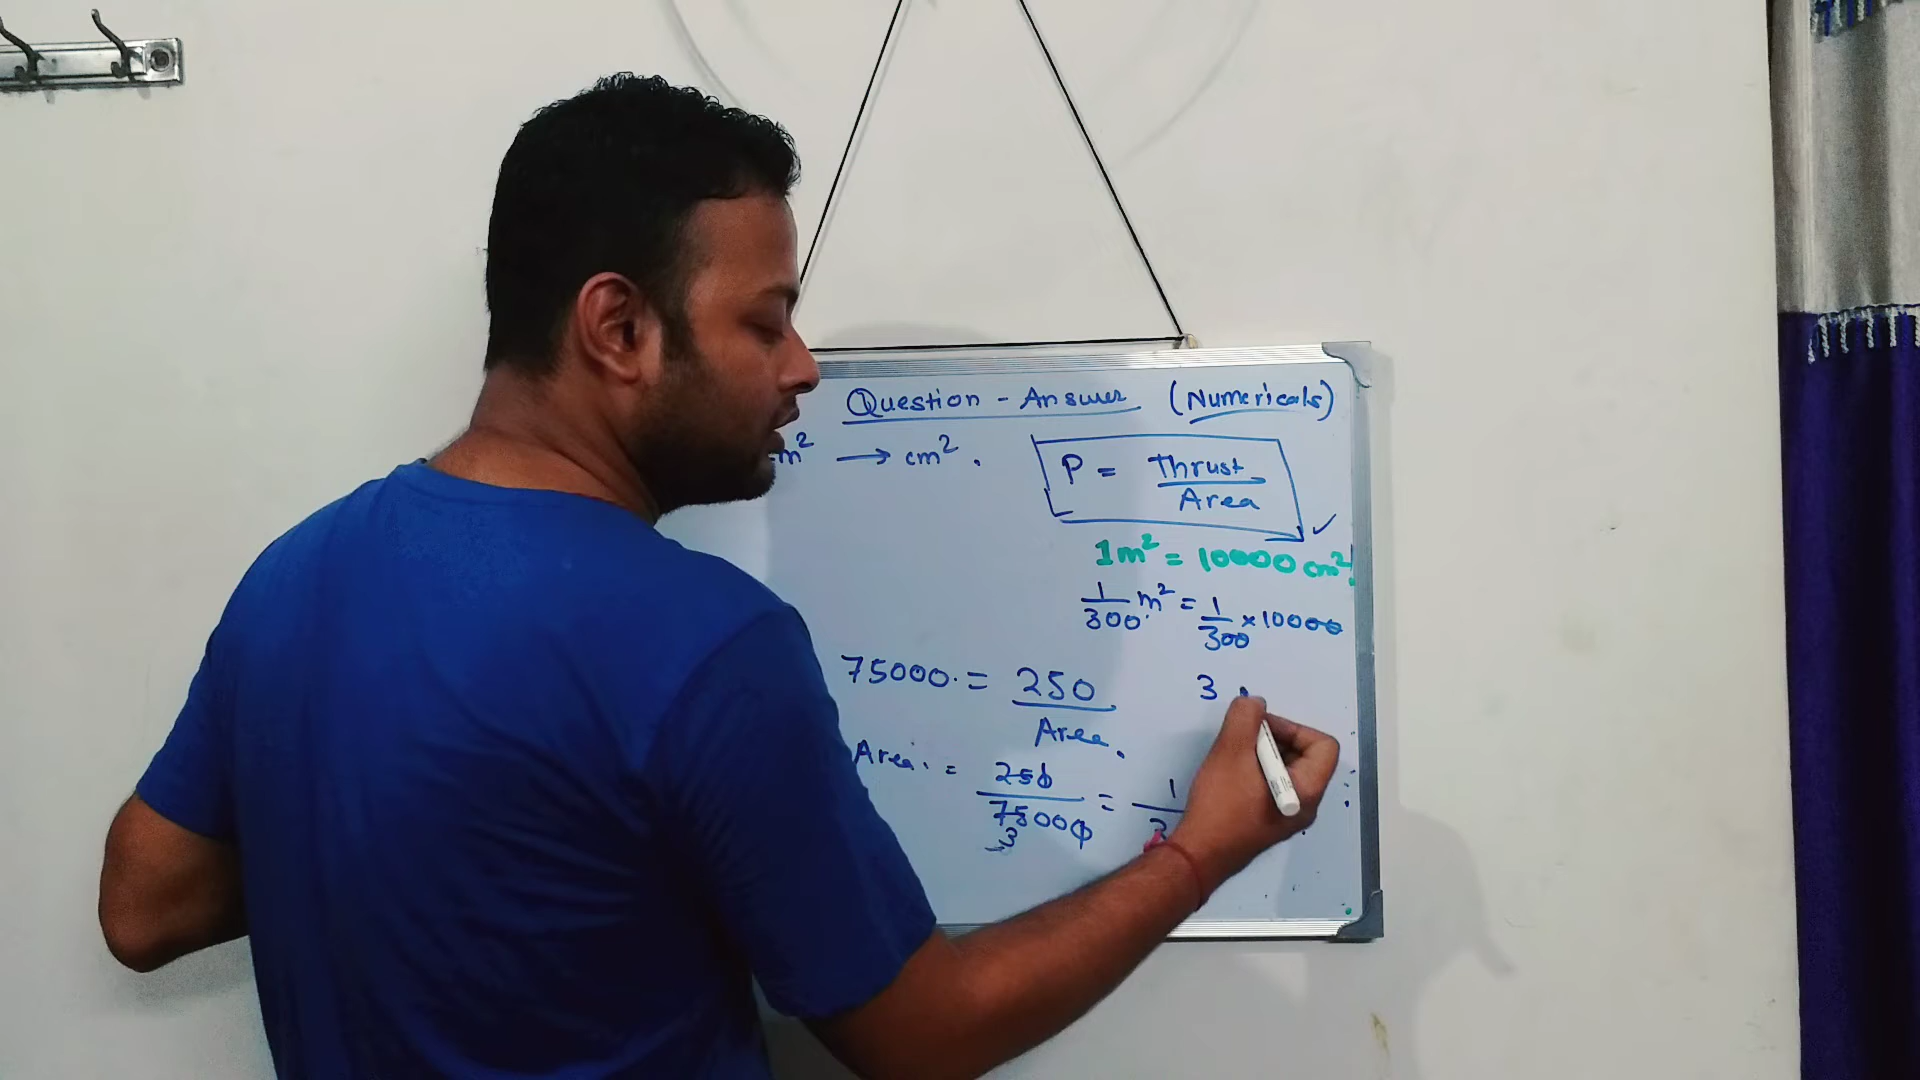 Question - Answer (Numericals)
m² → cm².
P = Thrust / Area ✓
1m² = 10000 cm²
1/300 m² = 1/300 × 10000
75000. = 250 / Area.
3
Area. = 250 / 75000 = 1
3